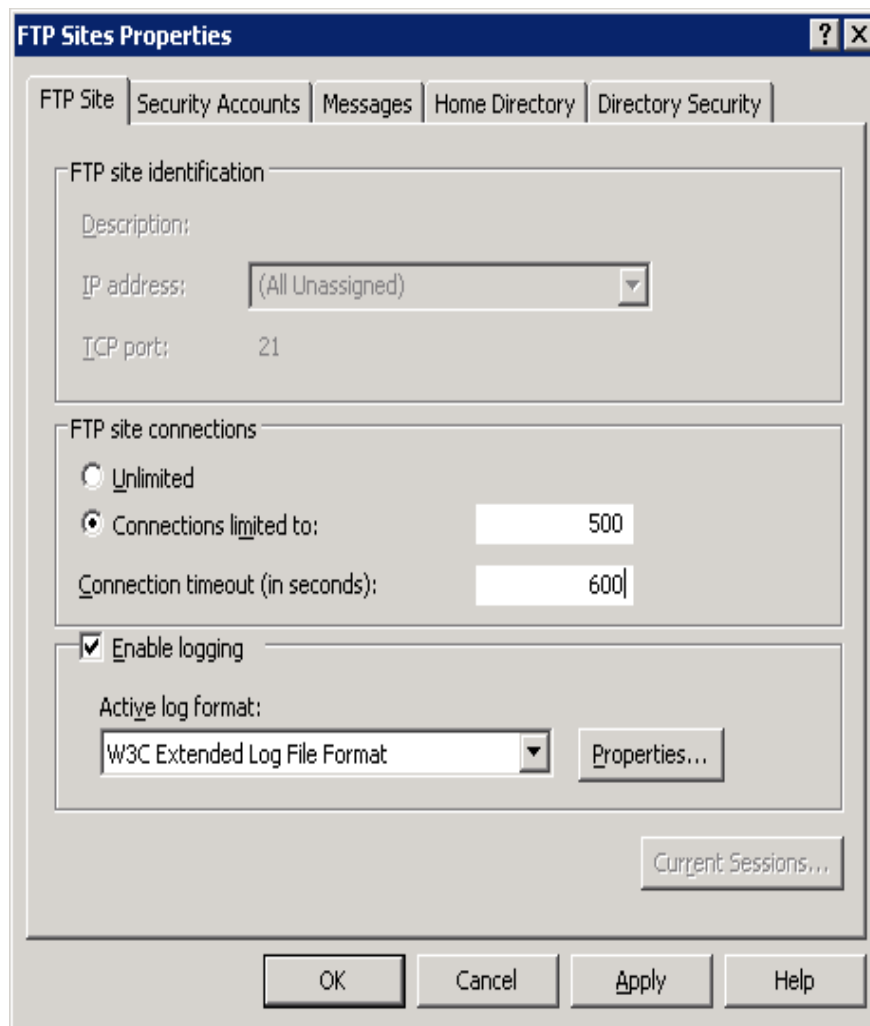 FTP Sites Properties ? X
FTP Site Security Accounts Messages Home Directory Directory Security
FTP site identification
Description:
IP address: (All Unassigned)
TCP port: 21
FTP site connections
Unlimited
Connections limited to: 500
Connection timeout (in seconds): 600
Enable logging
Active log format:
W3C Extended Log File Format Properties...
Current Sessions...
OK Cancel Apply Help